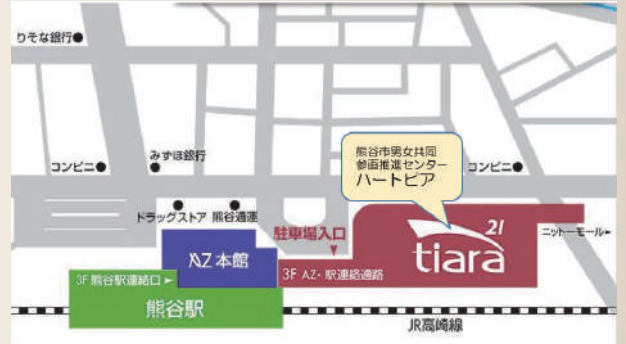 りそな銀行●
みずほ銀行
コンビニ●
熊谷市男女共同
参画推進センター
ハートピア
コンビニ●
ドラッグストア
熊谷通運
駐車場入口
▼
21
tiara
ニットーモール►
AZ本館
3F AZ・駅連絡通路
3F 熊谷駅連絡口►
熊谷駅
JR高崎線